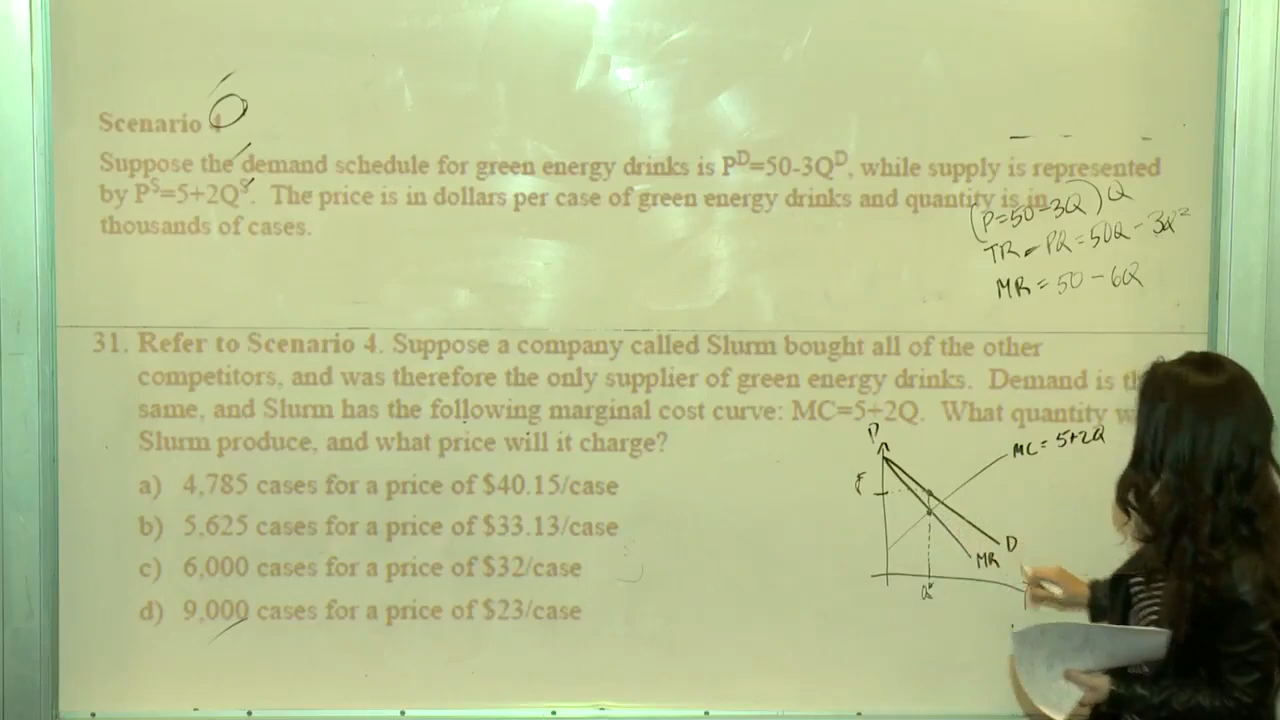 Scenario 4
Suppose the demand schedule for green energy drinks is P^D=50-3Q^D, while supply is represented
by P^S=5+2Q^S. The price is in dollars per case of green energy drinks and quantity is in
thousands of cases.
(P=50-3Q)Q
TR=PQ=50Q-3Q²
MR=50-6Q
31. Refer to Scenario 4. Suppose a company called Slurm bought all of the other
competitors, and was therefore the only supplier of green energy drinks. Demand is
same, and Slurm has the following marginal cost curve: MC=5+2Q. What quantity
Slurm produce, and what price will it charge?
a) 4,785 cases for a price of $40.15/case
b) 5,625 cases for a price of $33.13/case
c) 6,000 cases for a price of $32/case
d) 9,000 cases for a price of $23/case
P
MC=5+2Q
D
MR
Q*